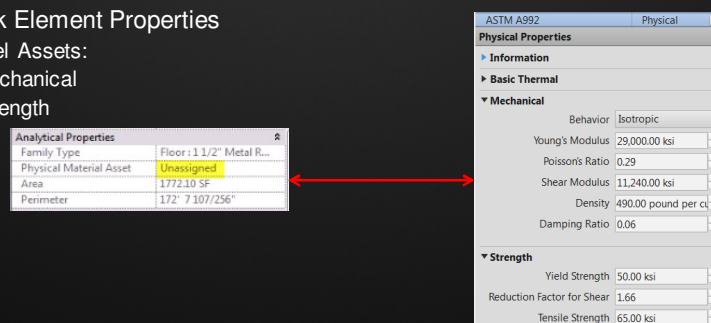 k Element Properties
el Assets:
chanical
ength
Analytical Properties
Family Type Floor : 1 1/2" Metal R...
Physical Material Asset Unassigned
Area 1772.10 SF
Perimeter 172' 7 107/256"
ASTM A992 Physical
Physical Properties
Information
Basic Thermal
Mechanical
Behavior Isotropic
Young's Modulus 29,000.00 ksi
Poisson's Ratio 0.29
Shear Modulus 11,240.00 ksi
Density 490.00 pound per cu
Damping Ratio 0.06
Strength
Yield Strength 50.00 ksi
Reduction Factor for Shear 1.66
Tensile Strength 65.00 ksi